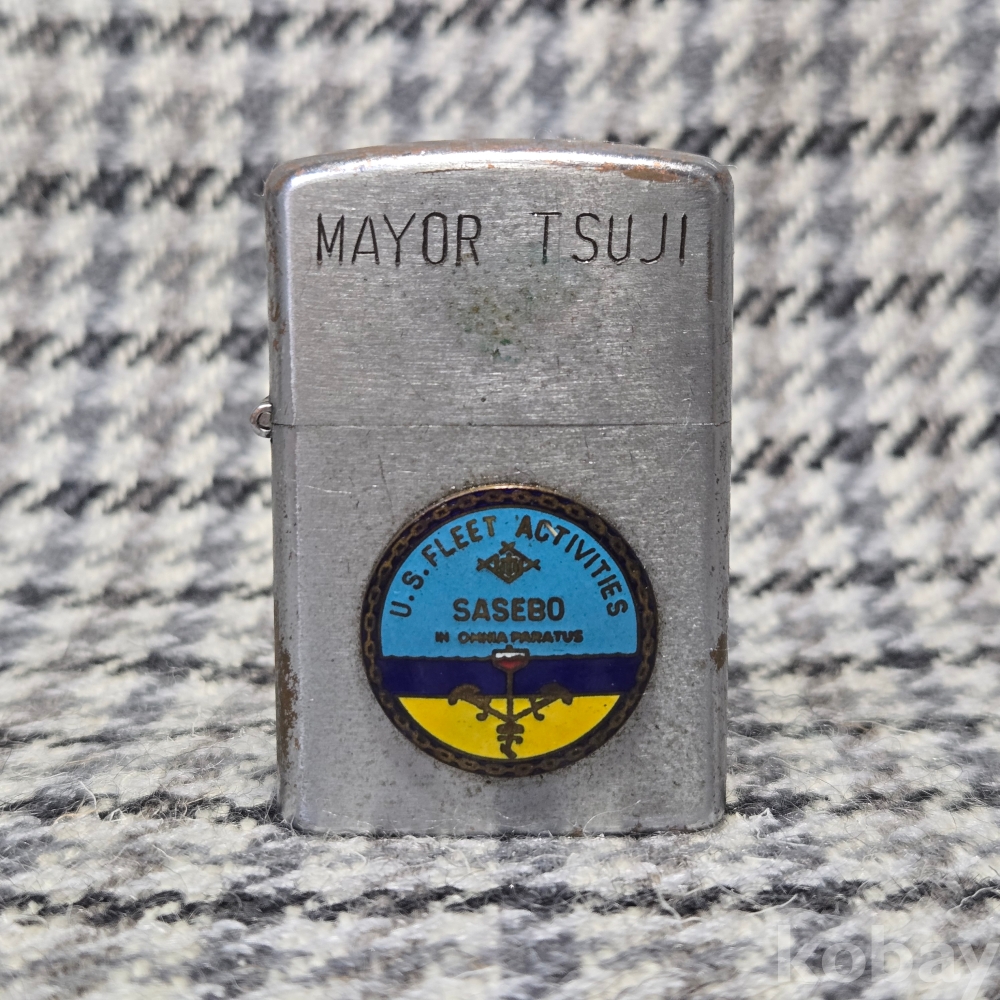 MAYOR TSUJI
U.S. FLEET ACTIVITIES
SASEBO
IN OMNIA PARATUS
kobay